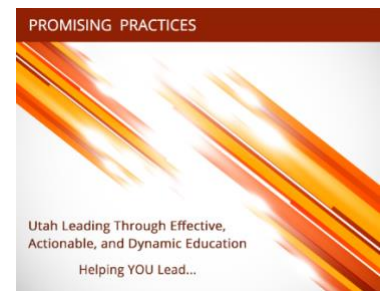 PROMISING PRACTICES
Utah Leading Through Effective,
Actionable, and Dynamic Education
Helping YOU Lead...